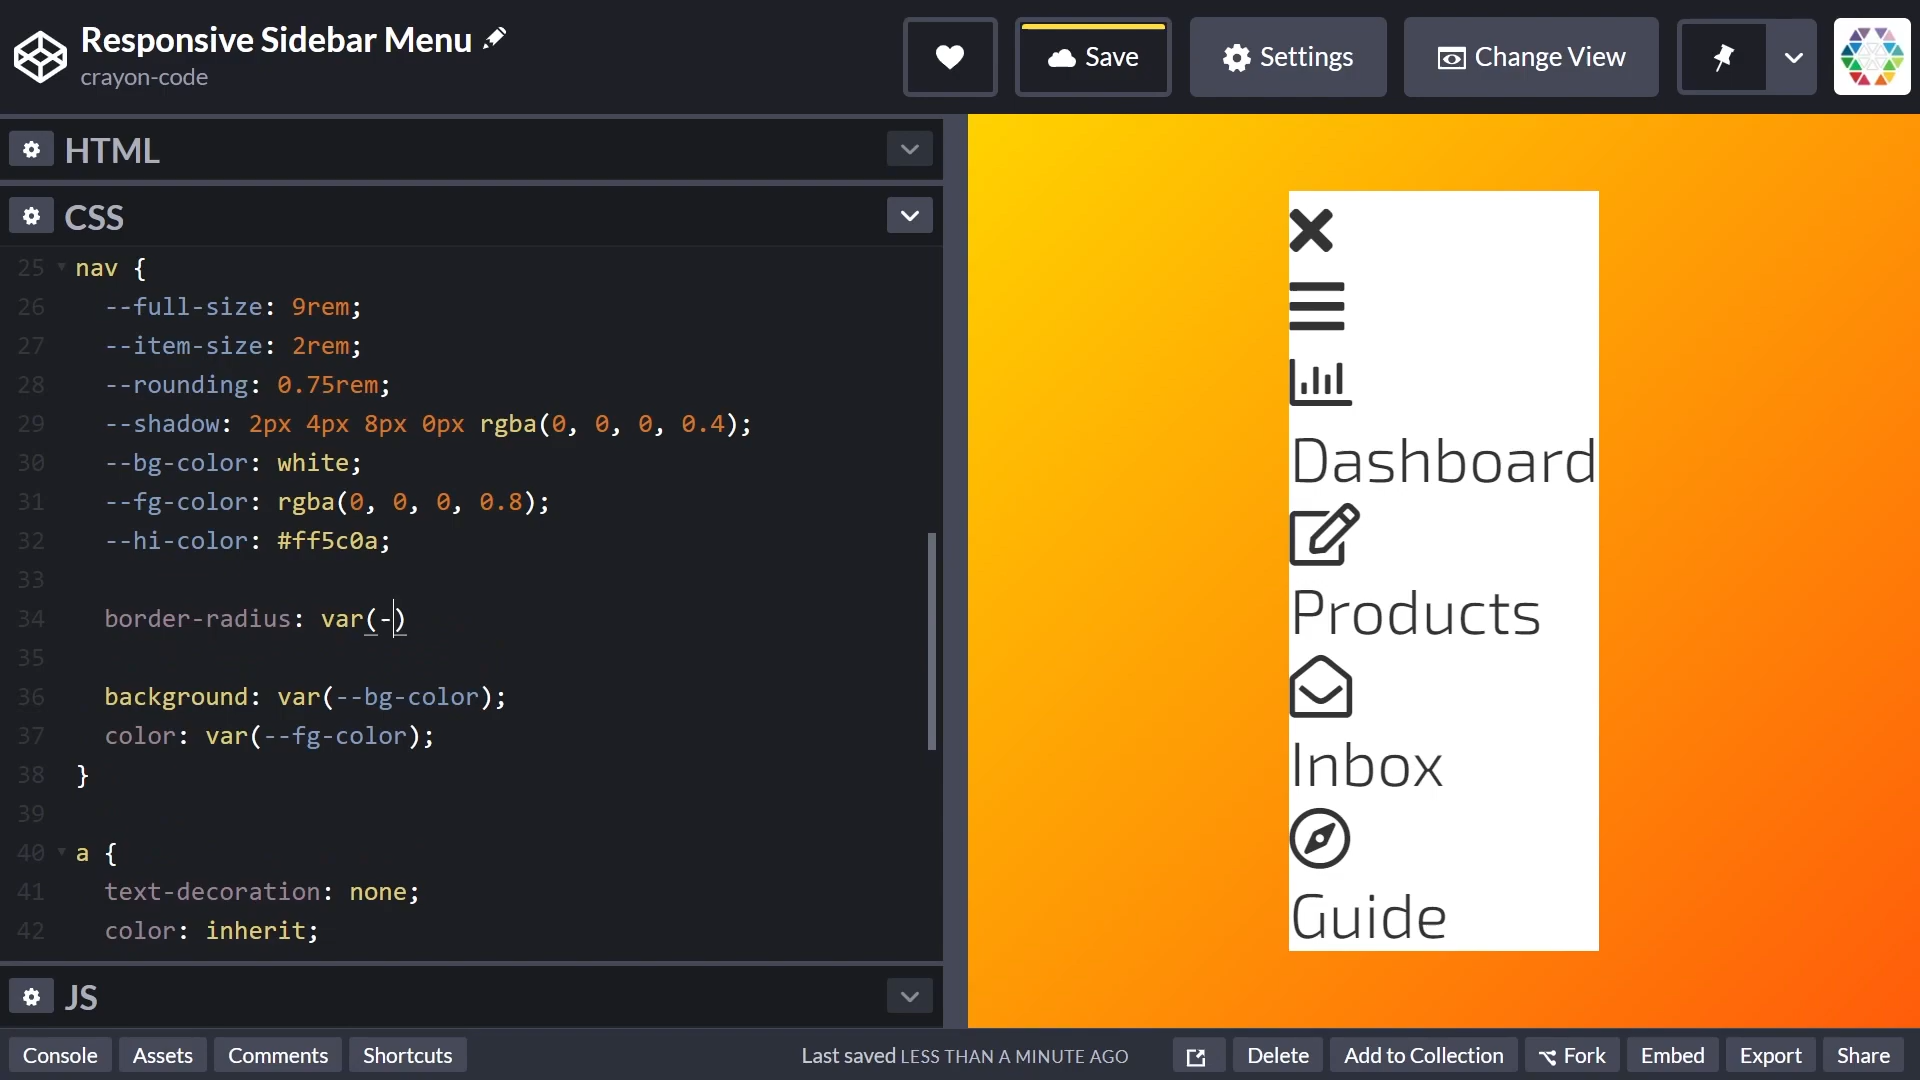 Responsive Sidebar Menu
crayon-code
Save
Settings
Change View
HTML
CSS
25 nav {
26 --full-size: 9rem;
27 --item-size: 2rem;
28 --rounding: 0.75rem;
29 --shadow: 2px 4px 8px 0px rgba(0, 0, 0, 0.4);
30 --bg-color: white;
31 --fg-color: rgba(0, 0, 0, 0.8);
32 --hi-color: #ff5c0a;
33
34 border-radius: var(-)
35
36 background: var(--bg-color);
37 color: var(--fg-color);
38 }
39
40 a {
41 text-decoration: none;
42 color: inherit;
JS
Dashboard
Products
Inbox
Guide
Console
Assets
Comments
Shortcuts
Last saved LESS THAN A MINUTE AGO
Delete
Add to Collection
Fork
Embed
Export
Share